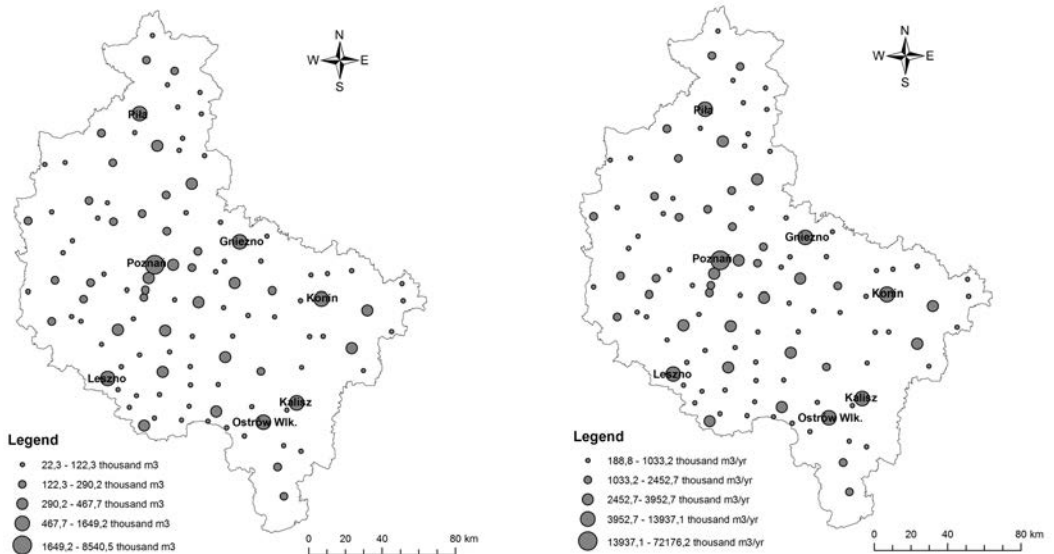 N
W E
S
Piła
Gniezno
Poznań
Konin
Leszno
Kalisz
Ostrów Wlk.
Legend
22,3 - 122,3 thousand m3
122,3 - 290,2 thousand m3
290,2 - 467,7 thousand m3
467,7 - 1649,2 thousand m3
1649,2 - 8540,5 thousand m3
0 20 40 80 km
N
W E
S
Piła
Gniezno
Poznań
Konin
Leszno
Kalisz
Ostrów Wlk.
Legend
188,8 - 1033,2 thousand m3/yr
1033,2 - 2452,7 thousand m3/yr
2452,7- 3952,7 thousand m3/yr
3952,7 - 13937,1 thousand m3/yr
13937,1 - 72176,2 thousand m3/yr
0 20 40 80 km